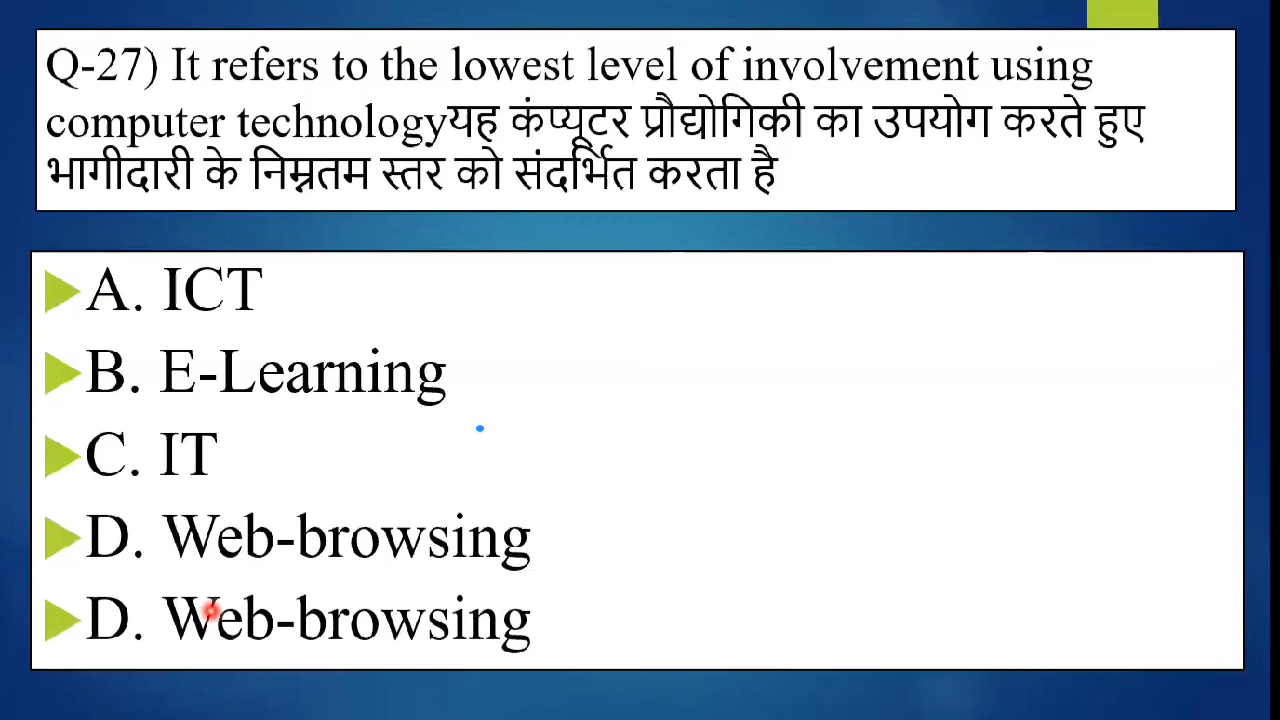 Q-27) It refers to the lowest level of involvement using
computer technologyयह कंप्यूटर प्रौद्योगिकी का उपयोग करते हुए
भागीदारी के निम्नतम स्तर को संदर्भित करता है
A. ICT
B. E-Learning
C. IT
D. Web-browsing
D. Web-browsing